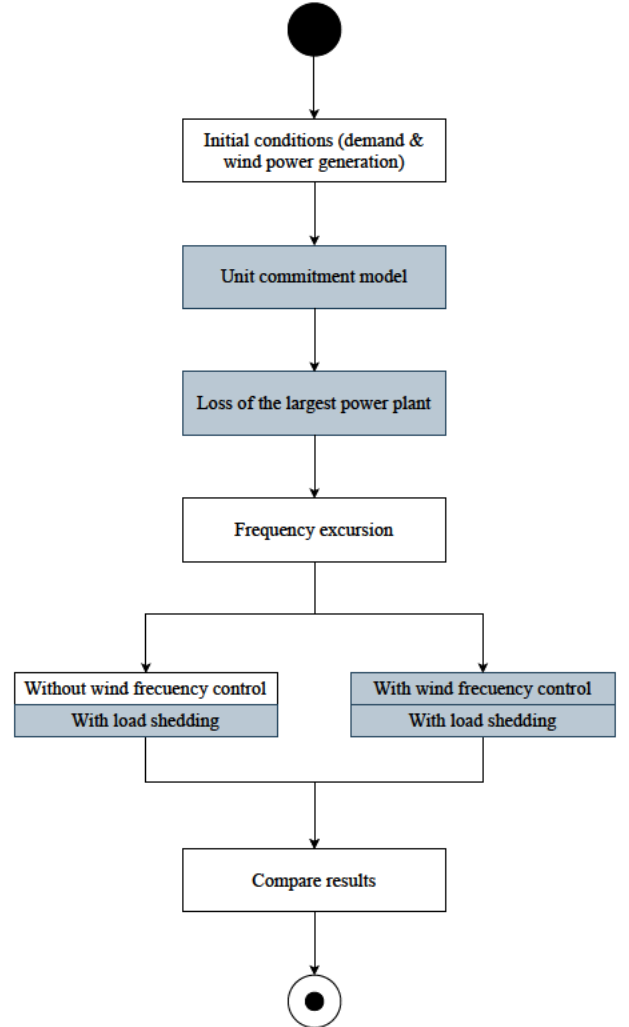 Initial conditions (demand &
wind power generation)
Unit commitment model
Loss of the largest power plant
Frequency excursion
Without wind frecuency control
With load shedding
With wind frecuency control
With load shedding
Compare results